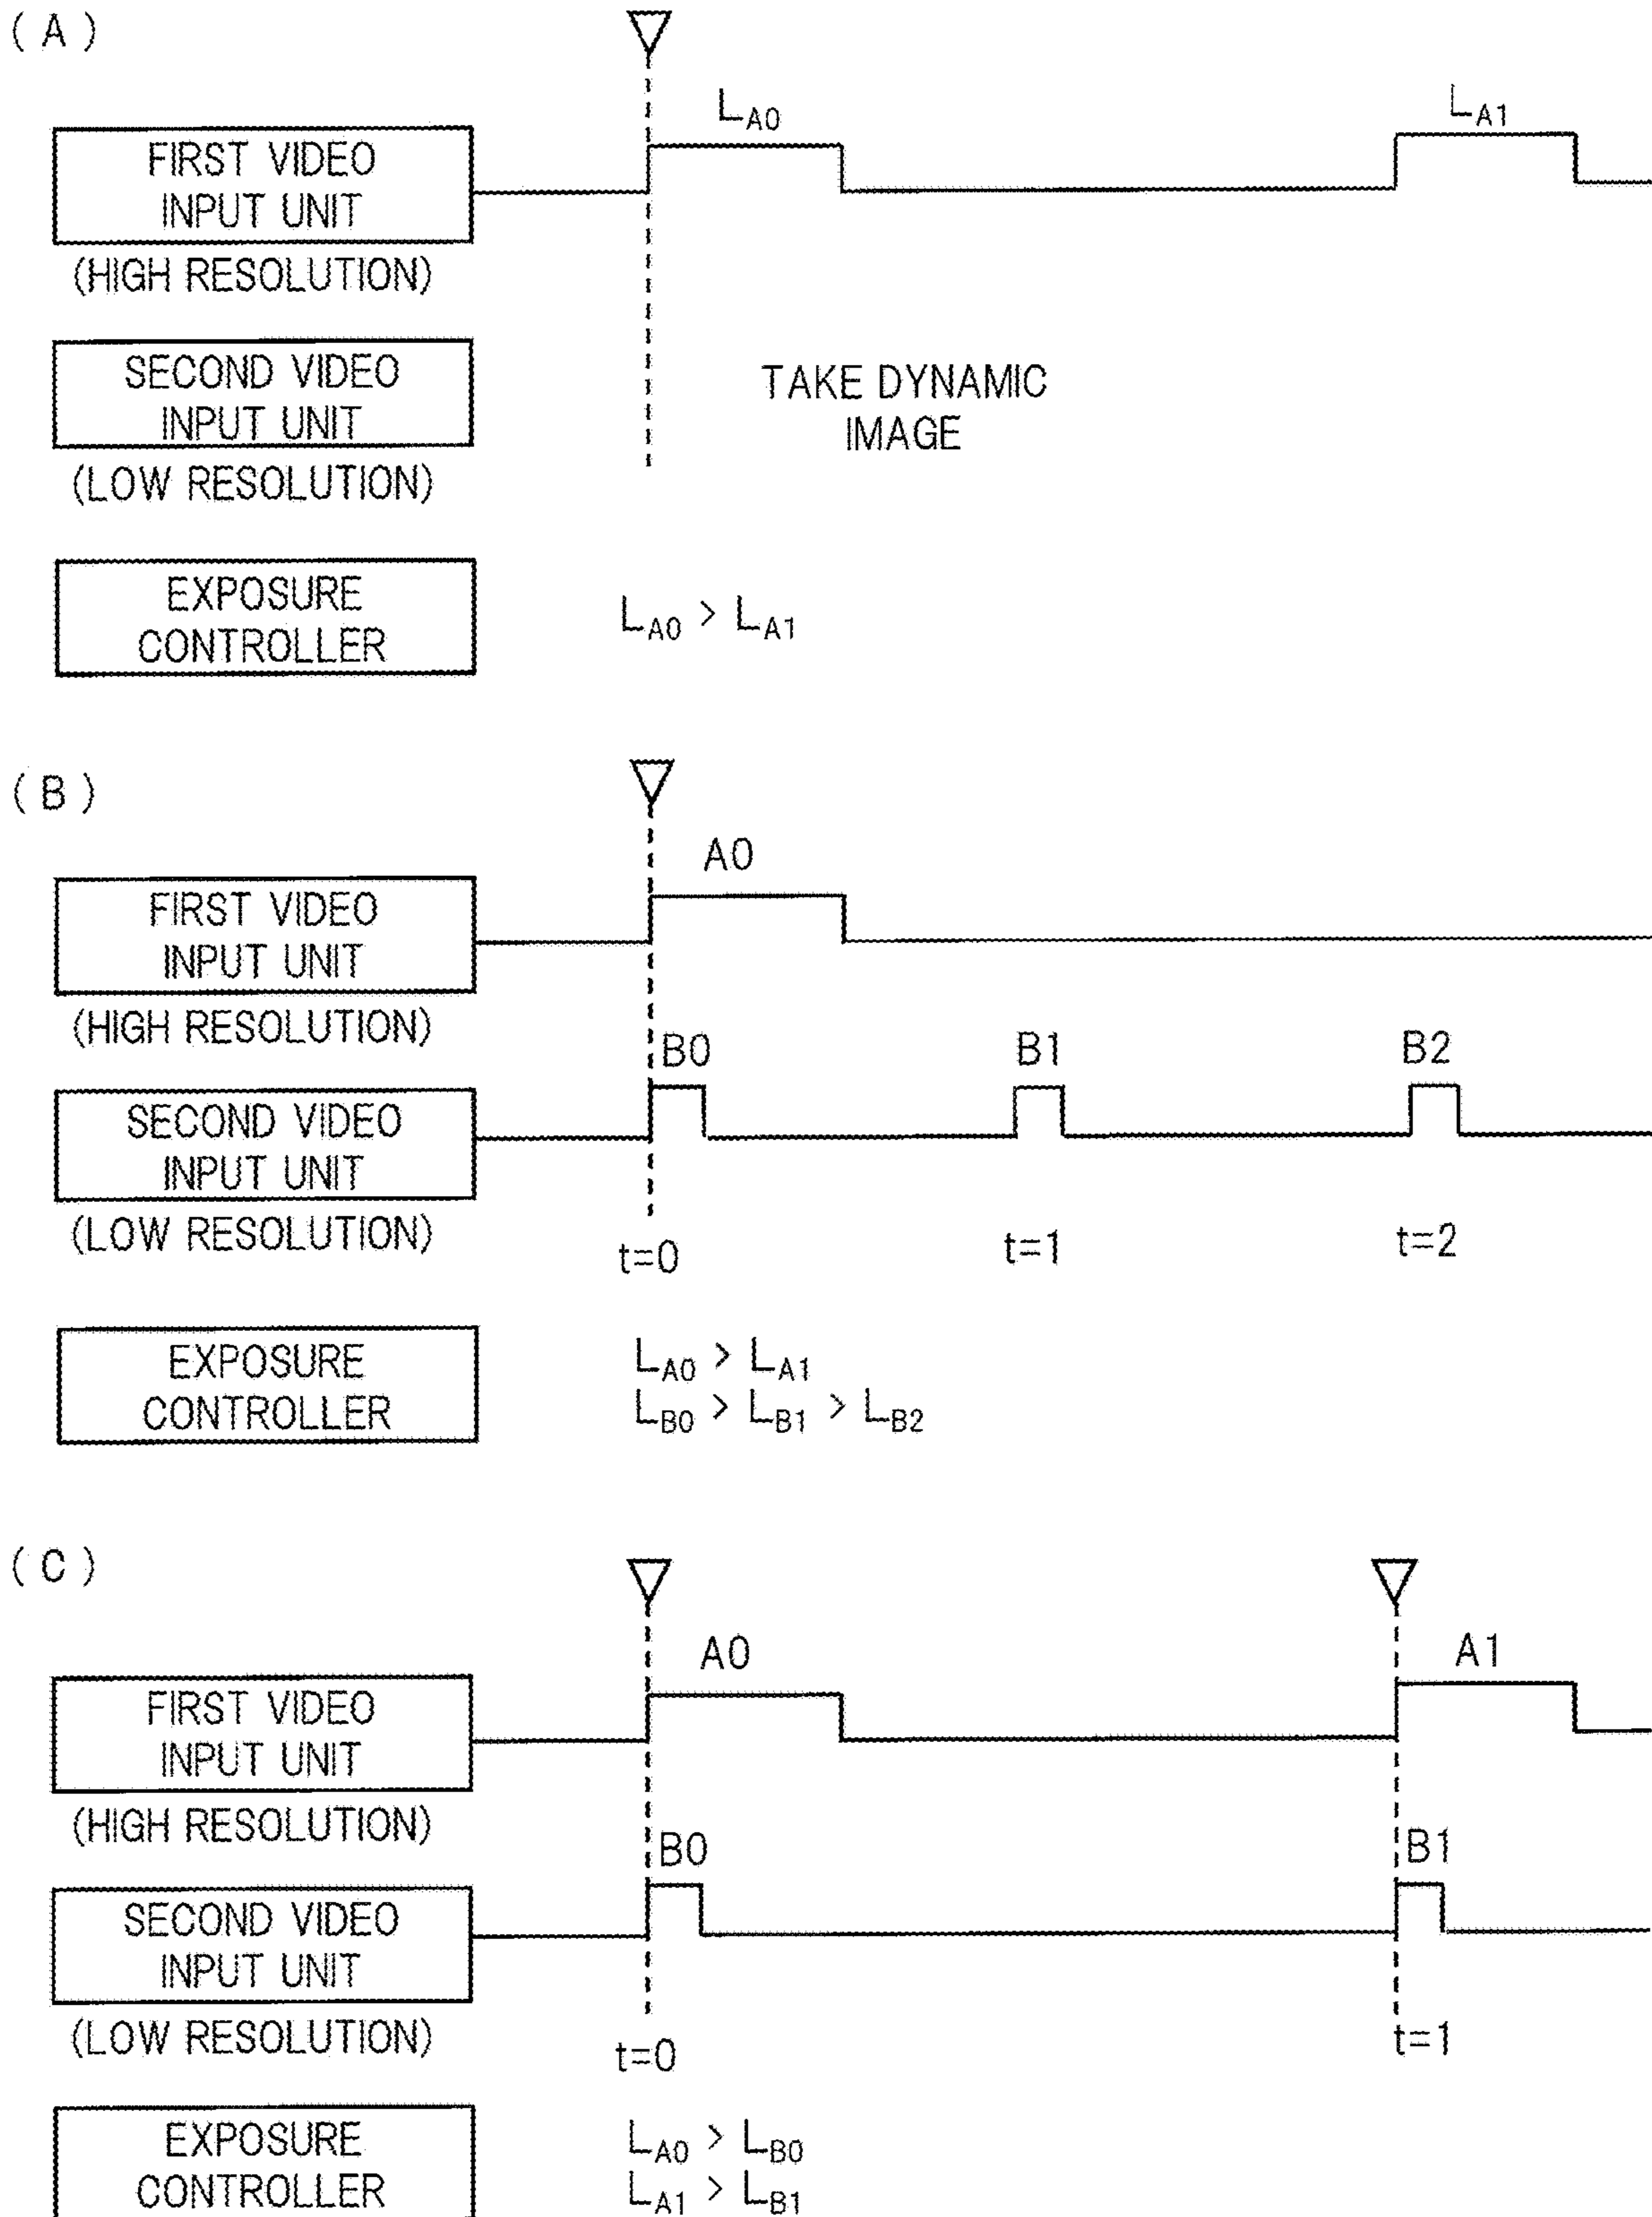 (A)
L_A0
L_A1
FIRST VIDEO
INPUT UNIT
(HIGH RESOLUTION)
SECOND VIDEO
INPUT UNIT
(LOW RESOLUTION)
TAKE DYNAMIC
IMAGE
EXPOSURE
CONTROLLER
L_A0 > L_A1
(B)
A0
FIRST VIDEO
INPUT UNIT
(HIGH RESOLUTION)
B0
B1
B2
SECOND VIDEO
INPUT UNIT
(LOW RESOLUTION)
t=0
t=1
t=2
EXPOSURE
CONTROLLER
L_A0 > L_A1
L_B0 > L_B1 > L_B2
(C)
A0
A1
FIRST VIDEO
INPUT UNIT
(HIGH RESOLUTION)
B0
B1
SECOND VIDEO
INPUT UNIT
(LOW RESOLUTION)
t=0
t=1
EXPOSURE
CONTROLLER
L_A0 > L_B0
L_A1 > L_B1